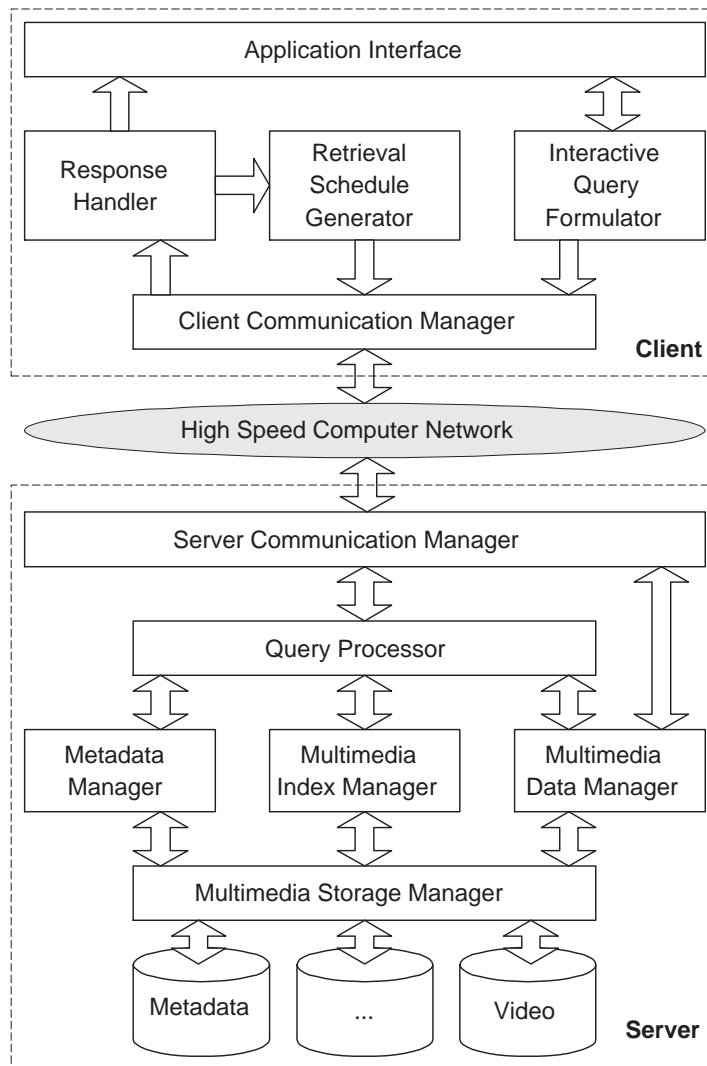 Application Interface
Response
Handler
Retrieval
Schedule
Generator
Interactive
Query
Formulator
Client Communication Manager
Client
High Speed Computer Network
Server Communication Manager
Query Processor
Metadata
Manager
Multimedia
Index Manager
Multimedia
Data Manager
Multimedia Storage Manager
Metadata
...
Video
Server